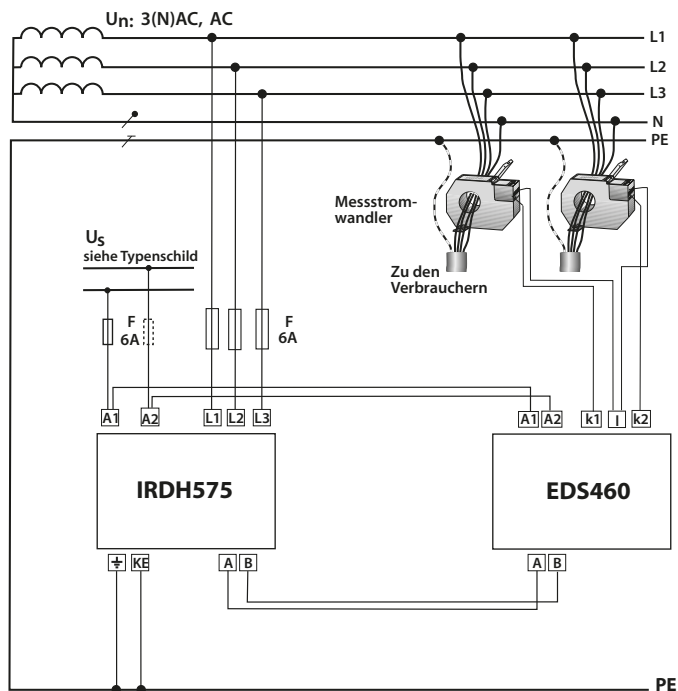 Un: 3(N)AC, AC
L1
L2
L3
N
PE
Messstrom-
wandler
Us
siehe Typenschild
Zu den
Verbrauchern
F
6A
F
6A
A1
A2
L1
L2
L3
A1
A2
k1
l
k2
IRDH575
EDS460
KE
A
B
A
B
PE